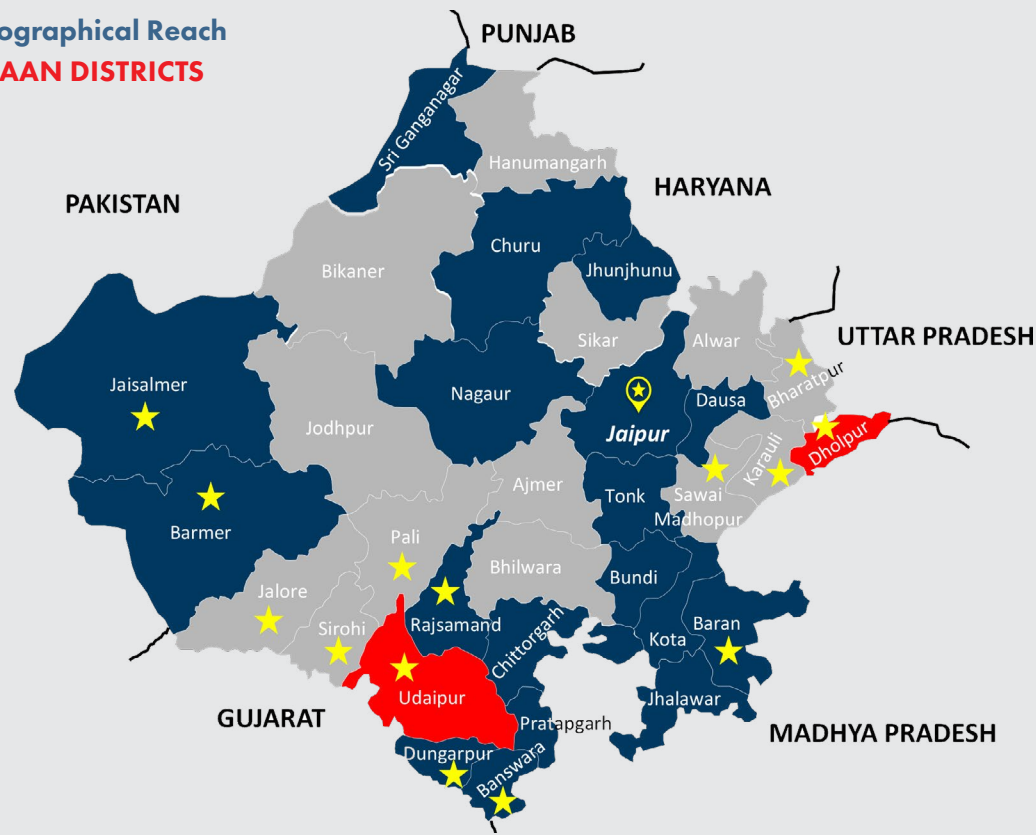 ographical Reach
AAN DISTRICTS
PUNJAB
Sri Ganganagar
Hanumangarh
HARYANA
PAKISTAN
Churu
Jhunjhunu
Bikaner
Sikar
Alwar
UTTAR PRADESH
Bharatpur
Jaisalmer
Nagaur
Dausa
Jodhpur
Jaipur
Dholpur
Karauli
Ajmer
Tonk
Sawai
Madhopur
Barmer
Pali
Bhilwara
Bundi
Jalore
Sirohi
Rajsamand
Chittorgarh
Kota
Baran
Udaipur
Jhalawar
GUJARAT
Pratapgarh
MADHYA PRADESH
Dungarpur
Banswara